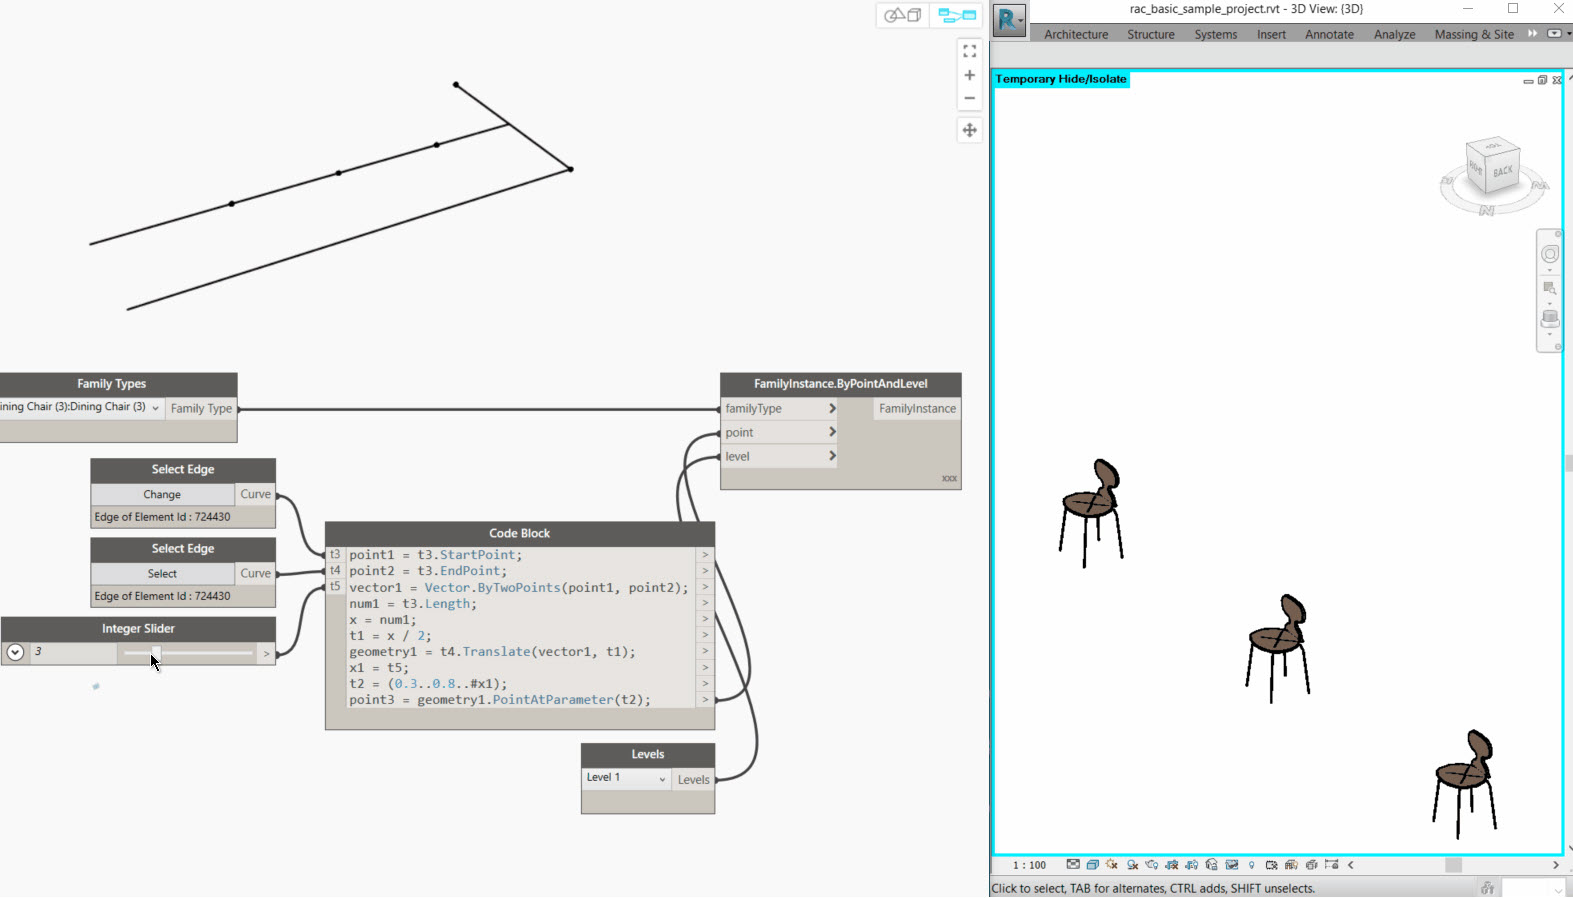 rac_basic_sample_project.rvt - 3D View: {3D}
R
Architecture Structure Systems Insert Annotate Analyze Massing & Site
Temporary Hide/Isolate
BACK
Family Types
ining Chair (3):Dining Chair (3) Family Type
FamilyInstance.ByPointAndLevel
familyType > FamilyInstance
point >
level >
xxx
Select Edge
Change Curve
Edge of Element Id : 724430
Select Edge
Select Curve
Edge of Element Id : 724430
Integer Slider
3 >
Code Block
t3 point1 = t3.StartPoint; >
t4 point2 = t3.EndPoint; >
t5 vector1 = Vector.ByTwoPoints(point1, point2); >
num1 = t3.Length; >
x = num1; >
t1 = x / 2; >
geometry1 = t4.Translate(vector1, t1); >
x1 = t5; >
t2 = (0.3..0.8..#x1); >
point3 = geometry1.PointAtParameter(t2); >
Levels
Level 1 Levels
1 : 100
Click to select, TAB for alternates, CTRL adds, SHIFT unselects.